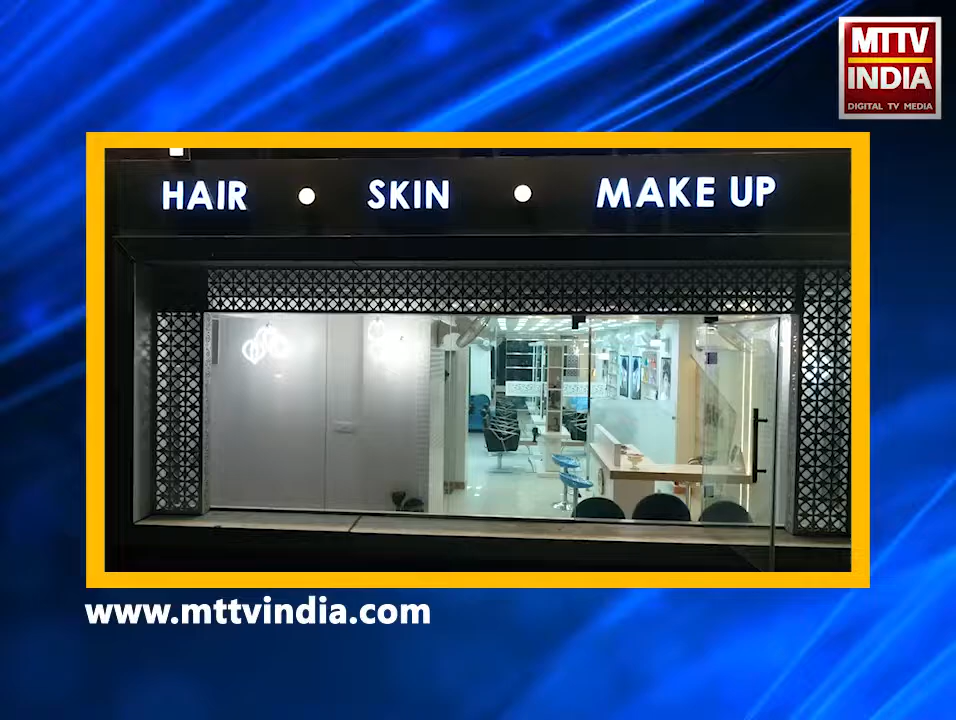 MTTV
INDIA
DIGITAL TV MEDIA
HAIR • SKIN • MAKE UP
www.mttvindia.com